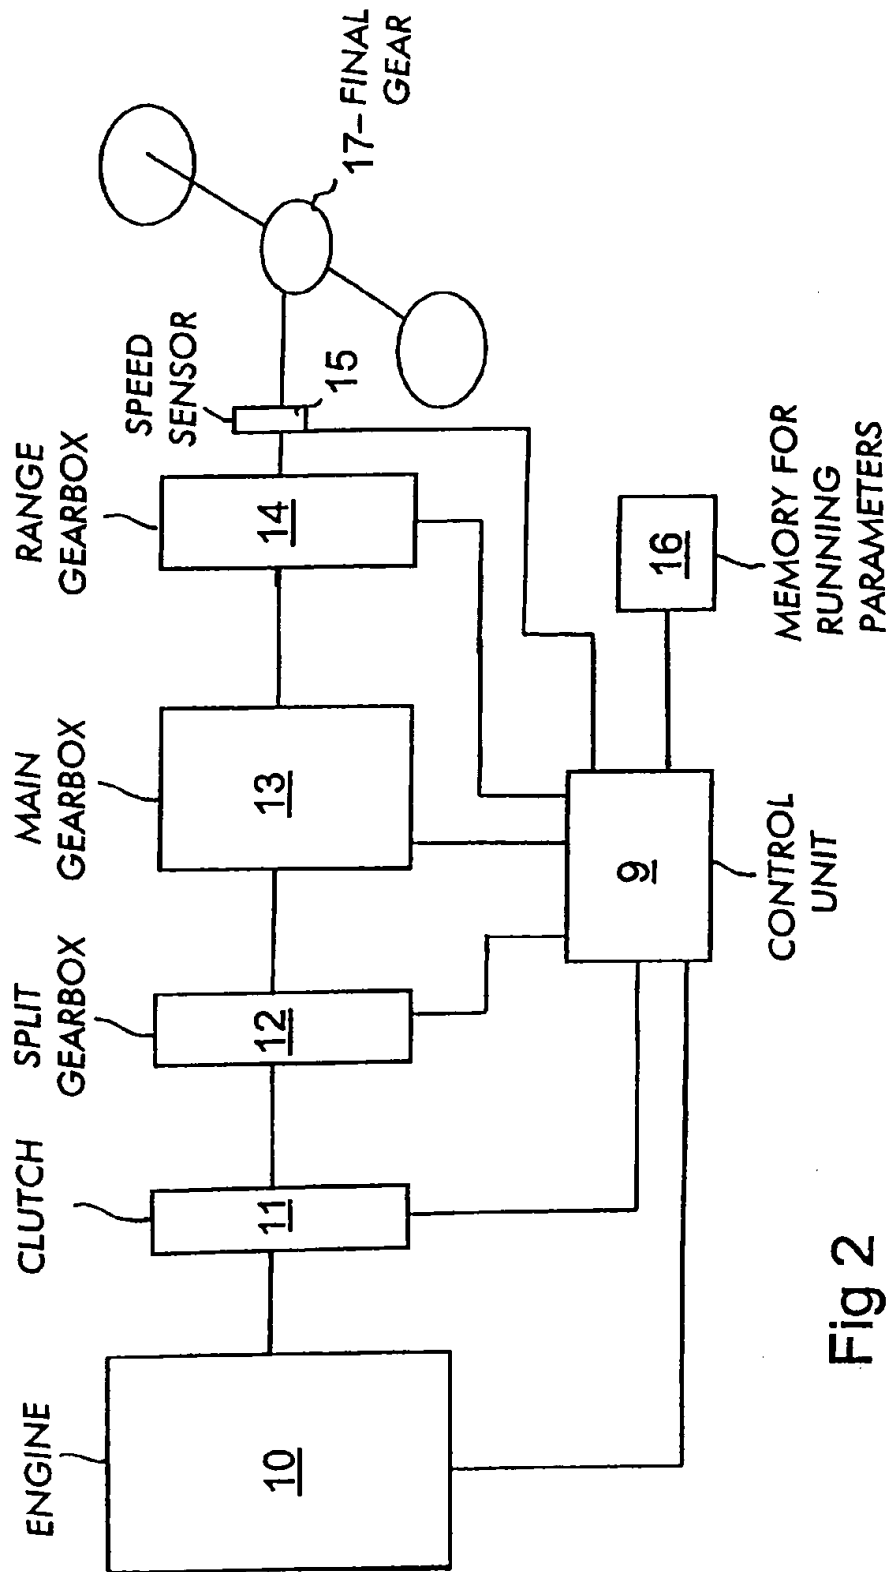 ENGINE
CLUTCH
SPLIT
GEARBOX
MAIN
GEARBOX
RANGE
GEARBOX
SPEED
SENSOR
17-FINAL
GEAR
10
11
12
13
14
15
9
16
CONTROL
UNIT
MEMORY FOR
RUNNING
PARAMETERS
Fig 2